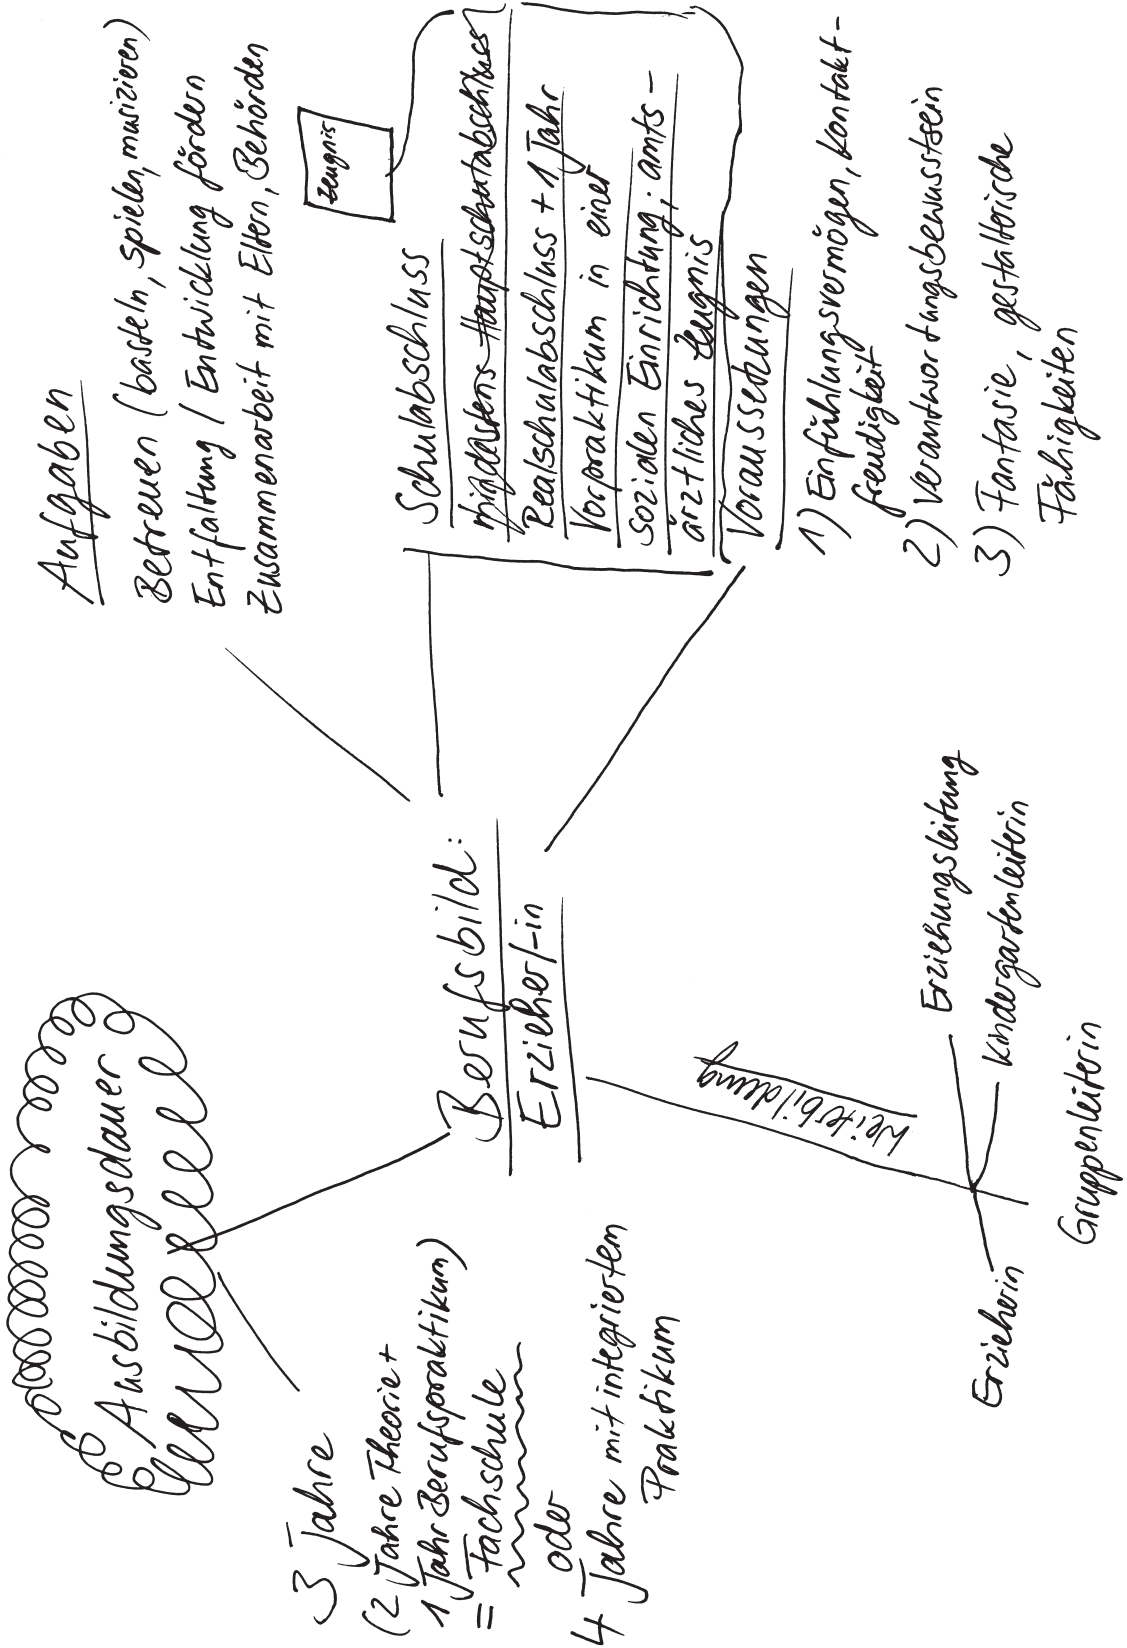 Berufsbild:
Erzieher/-in
Ausbildungsdauer
3 Jahre
(2 Jahre Theorie +
1 Jahr Berufspraktikum)
= Fachschule
oder
4 Jahre mit integriertem
Praktikum
Aufgaben
Betreuen (basteln, spielen, musizieren)
Entfaltung / Entwicklung fördern
Zusammenarbeit mit Eltern, Behörden
Zeugnis
Schulabschluss
mindestens Hauptschulabschluss
Realschulabschluss + 1 Jahr
Vorpraktikum in einer
sozialen Einrichtung; amts-
ärztliches Zeugnis
Voraussetzungen
1) Einfühlungsvermögen, kontakt-
freudigkeit
2) Verantwortungsbewusstsein
3) Fantasie, gestalterische
Fähigkeiten
Weiterbildung
Erzieherin
Erziehungsleitung
Kindergartenleiterin
Gruppenleiterin